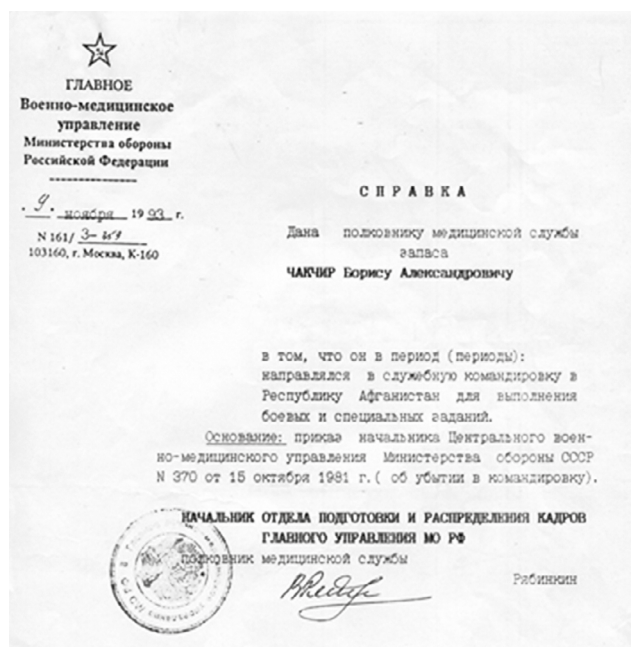 ГЛАВНОЕ
Военно-медицинское
управление
Министерства обороны
Российской Федерации
„ 9 „ ноября 1993 г.
N 161/
103160, г. Москва, К-160
СПРАВКА
Дана полковнику медицинской службы
запаса
ЧАКЧИР Борису Александровичу
в том, что он в период (периоды):
направлялся в служебную командировку в
Республику Афганистан для выполнения
боевых и специальных заданий.
Основание: приказ начальника Центрального воен-
но-медицинского управления Министерства обороны СССР
N 370 от 15 октября 1981 г.( об убытии в командировку).
НАЧАЛЬНИК ОТДЕЛА ПОДГОТОВКИ И РАСПРЕДЕЛЕНИЯ КАДРОВ
ГЛАВНОГО УПРАВЛЕНИЯ МО РФ
полковник медицинской службы
Рябинкин